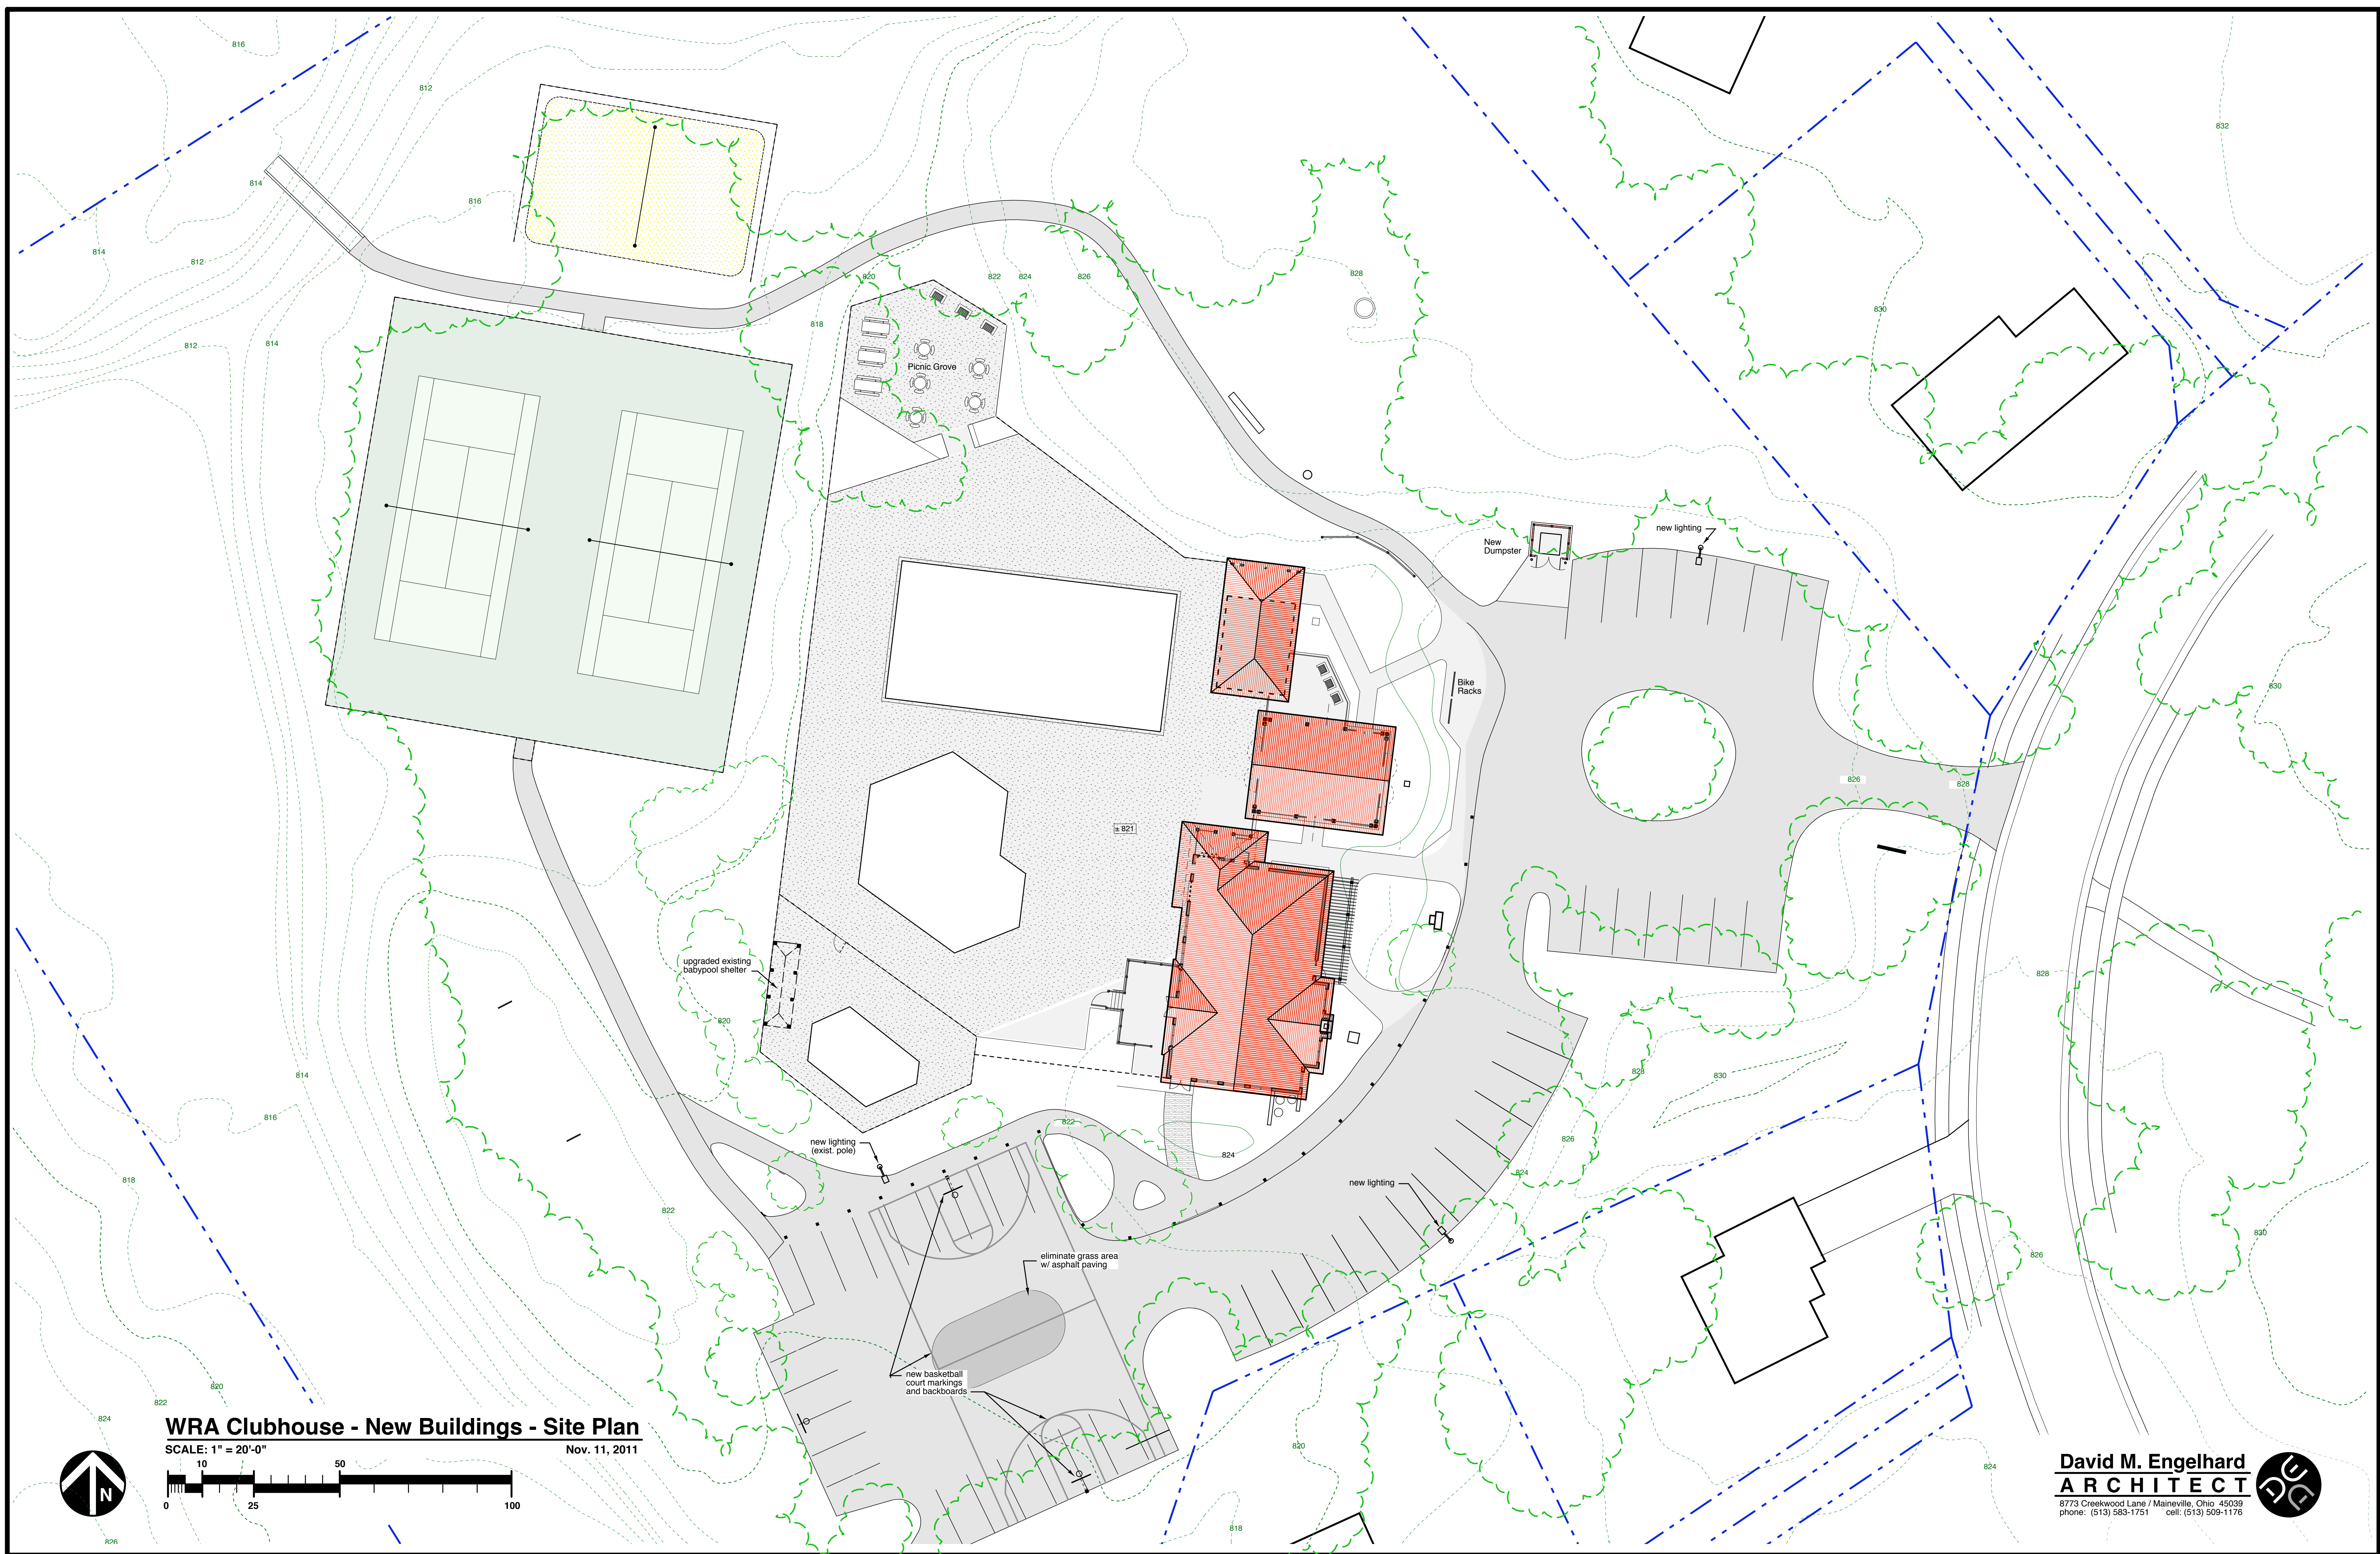 816
812
832
814
816
814
812
820
822
824
826
828
830
818
812
814
Picnic Grove
new lighting
New
Dumpster
Bike
Racks
830
826
828
± 821
upgraded existing
babypool shelter
820
828
814
816
828
830
822
826
new lighting
(exist. pole)
824
824
818
new lighting
822
830
826
eliminate grass area
w/ asphalt paving
new basketball
court markings
and backboards
820
822
824
820
824
WRA Clubhouse - New Buildings - Site Plan
SCALE: 1" = 20'-0"
Nov. 11, 2011
10
50
0
25
100
N
818
826
David M. Engelhard
ARCHITECT
8773 Creekwood Lane / Maineville, Ohio 45039
phone: (513) 583-1751 cell: (513) 509-1176
DEA